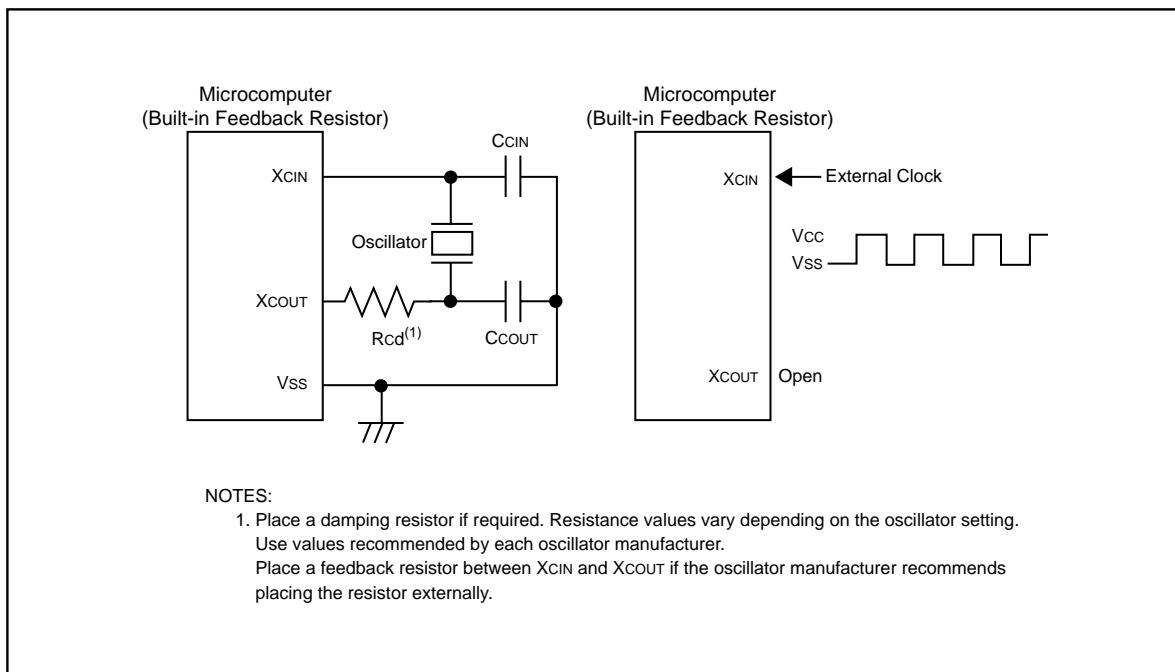 Microcomputer
(Built-in Feedback Resistor)
XCIN
CCIN
Oscillator
XCOUT
RCd(1)
CCOUT
VSS
Microcomputer
(Built-in Feedback Resistor)
XCIN
External Clock
VCC
VSS
XCOUT
Open
NOTES:
1. Place a damping resistor if required. Resistance values vary depending on the oscillator setting.
Use values recommended by each oscillator manufacturer.
Place a feedback resistor between XCIN and XCOUT if the oscillator manufacturer recommends
placing the resistor externally.